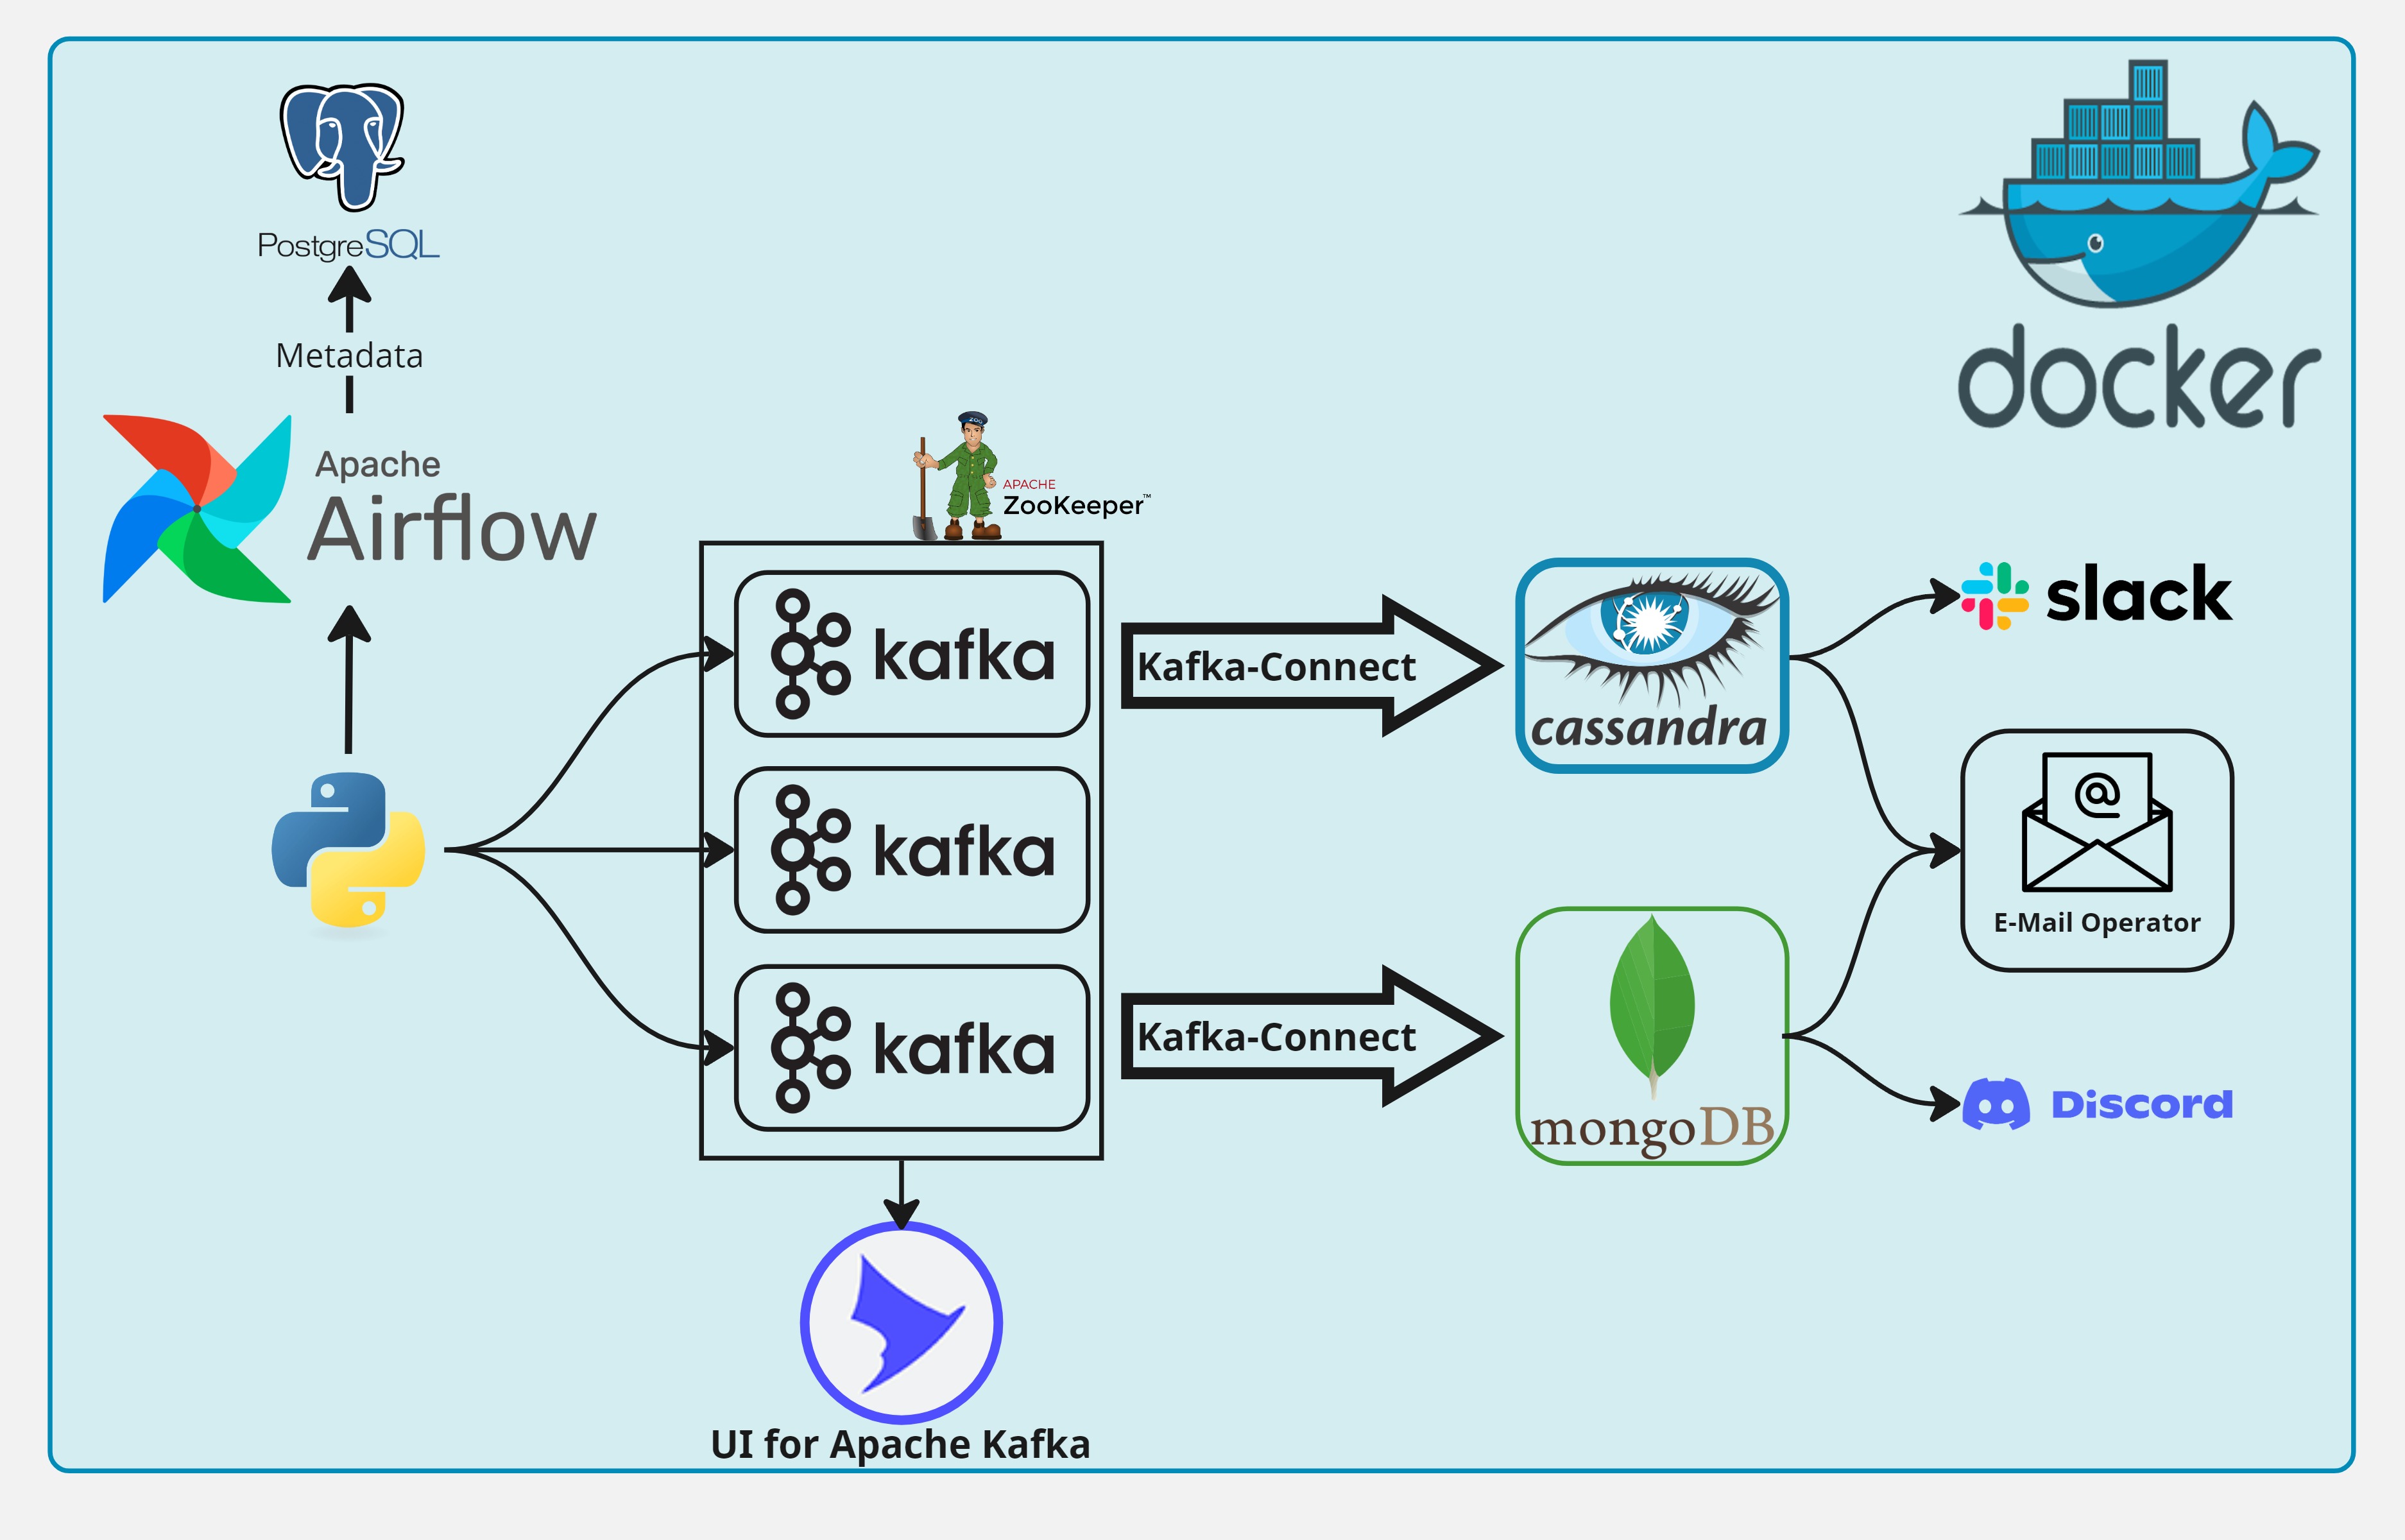 PostgreSQL
Metadata
Apache
Airflow
docker
ZOO
APACHE
ZooKeeper™
kafka
kafka
kafka
Kafka-Connect
Kafka-Connect
cassandra
mongoDB
slack
@
E-Mail Operator
Discord
UI for Apache Kafka